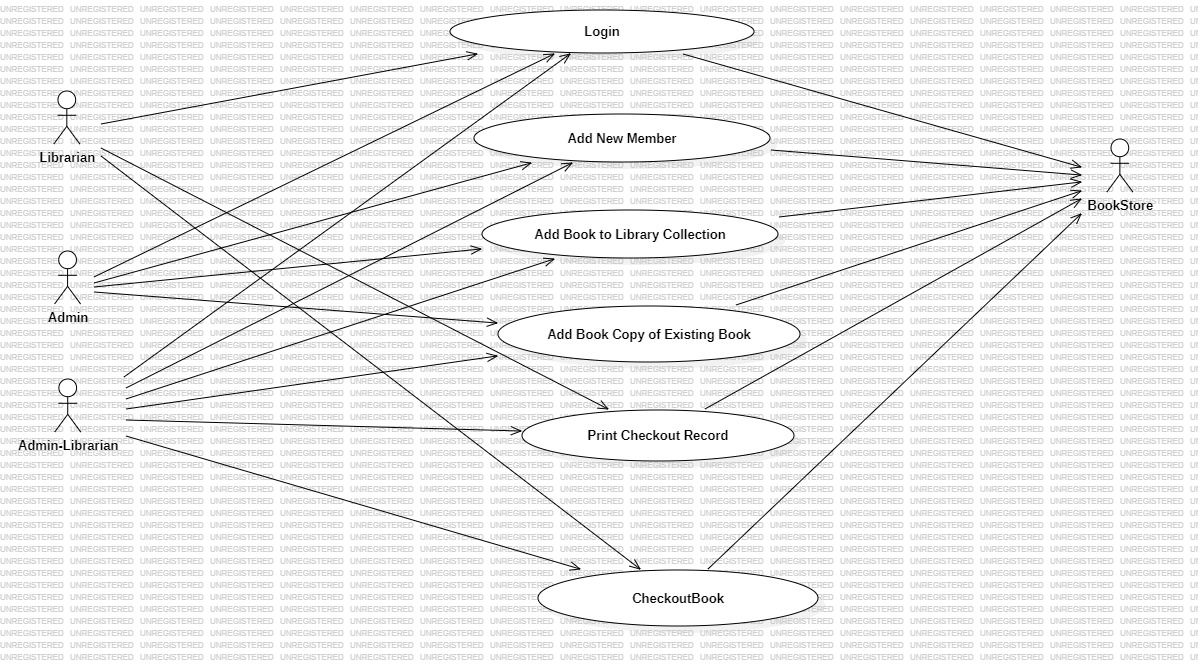 Login
Add New Member
Librarian
BookStore
Add Book to Library Collection
Admin
Add Book Copy of Existing Book
Admin-Librarian
Print Checkout Record
CheckoutBook
UNREGISTERED